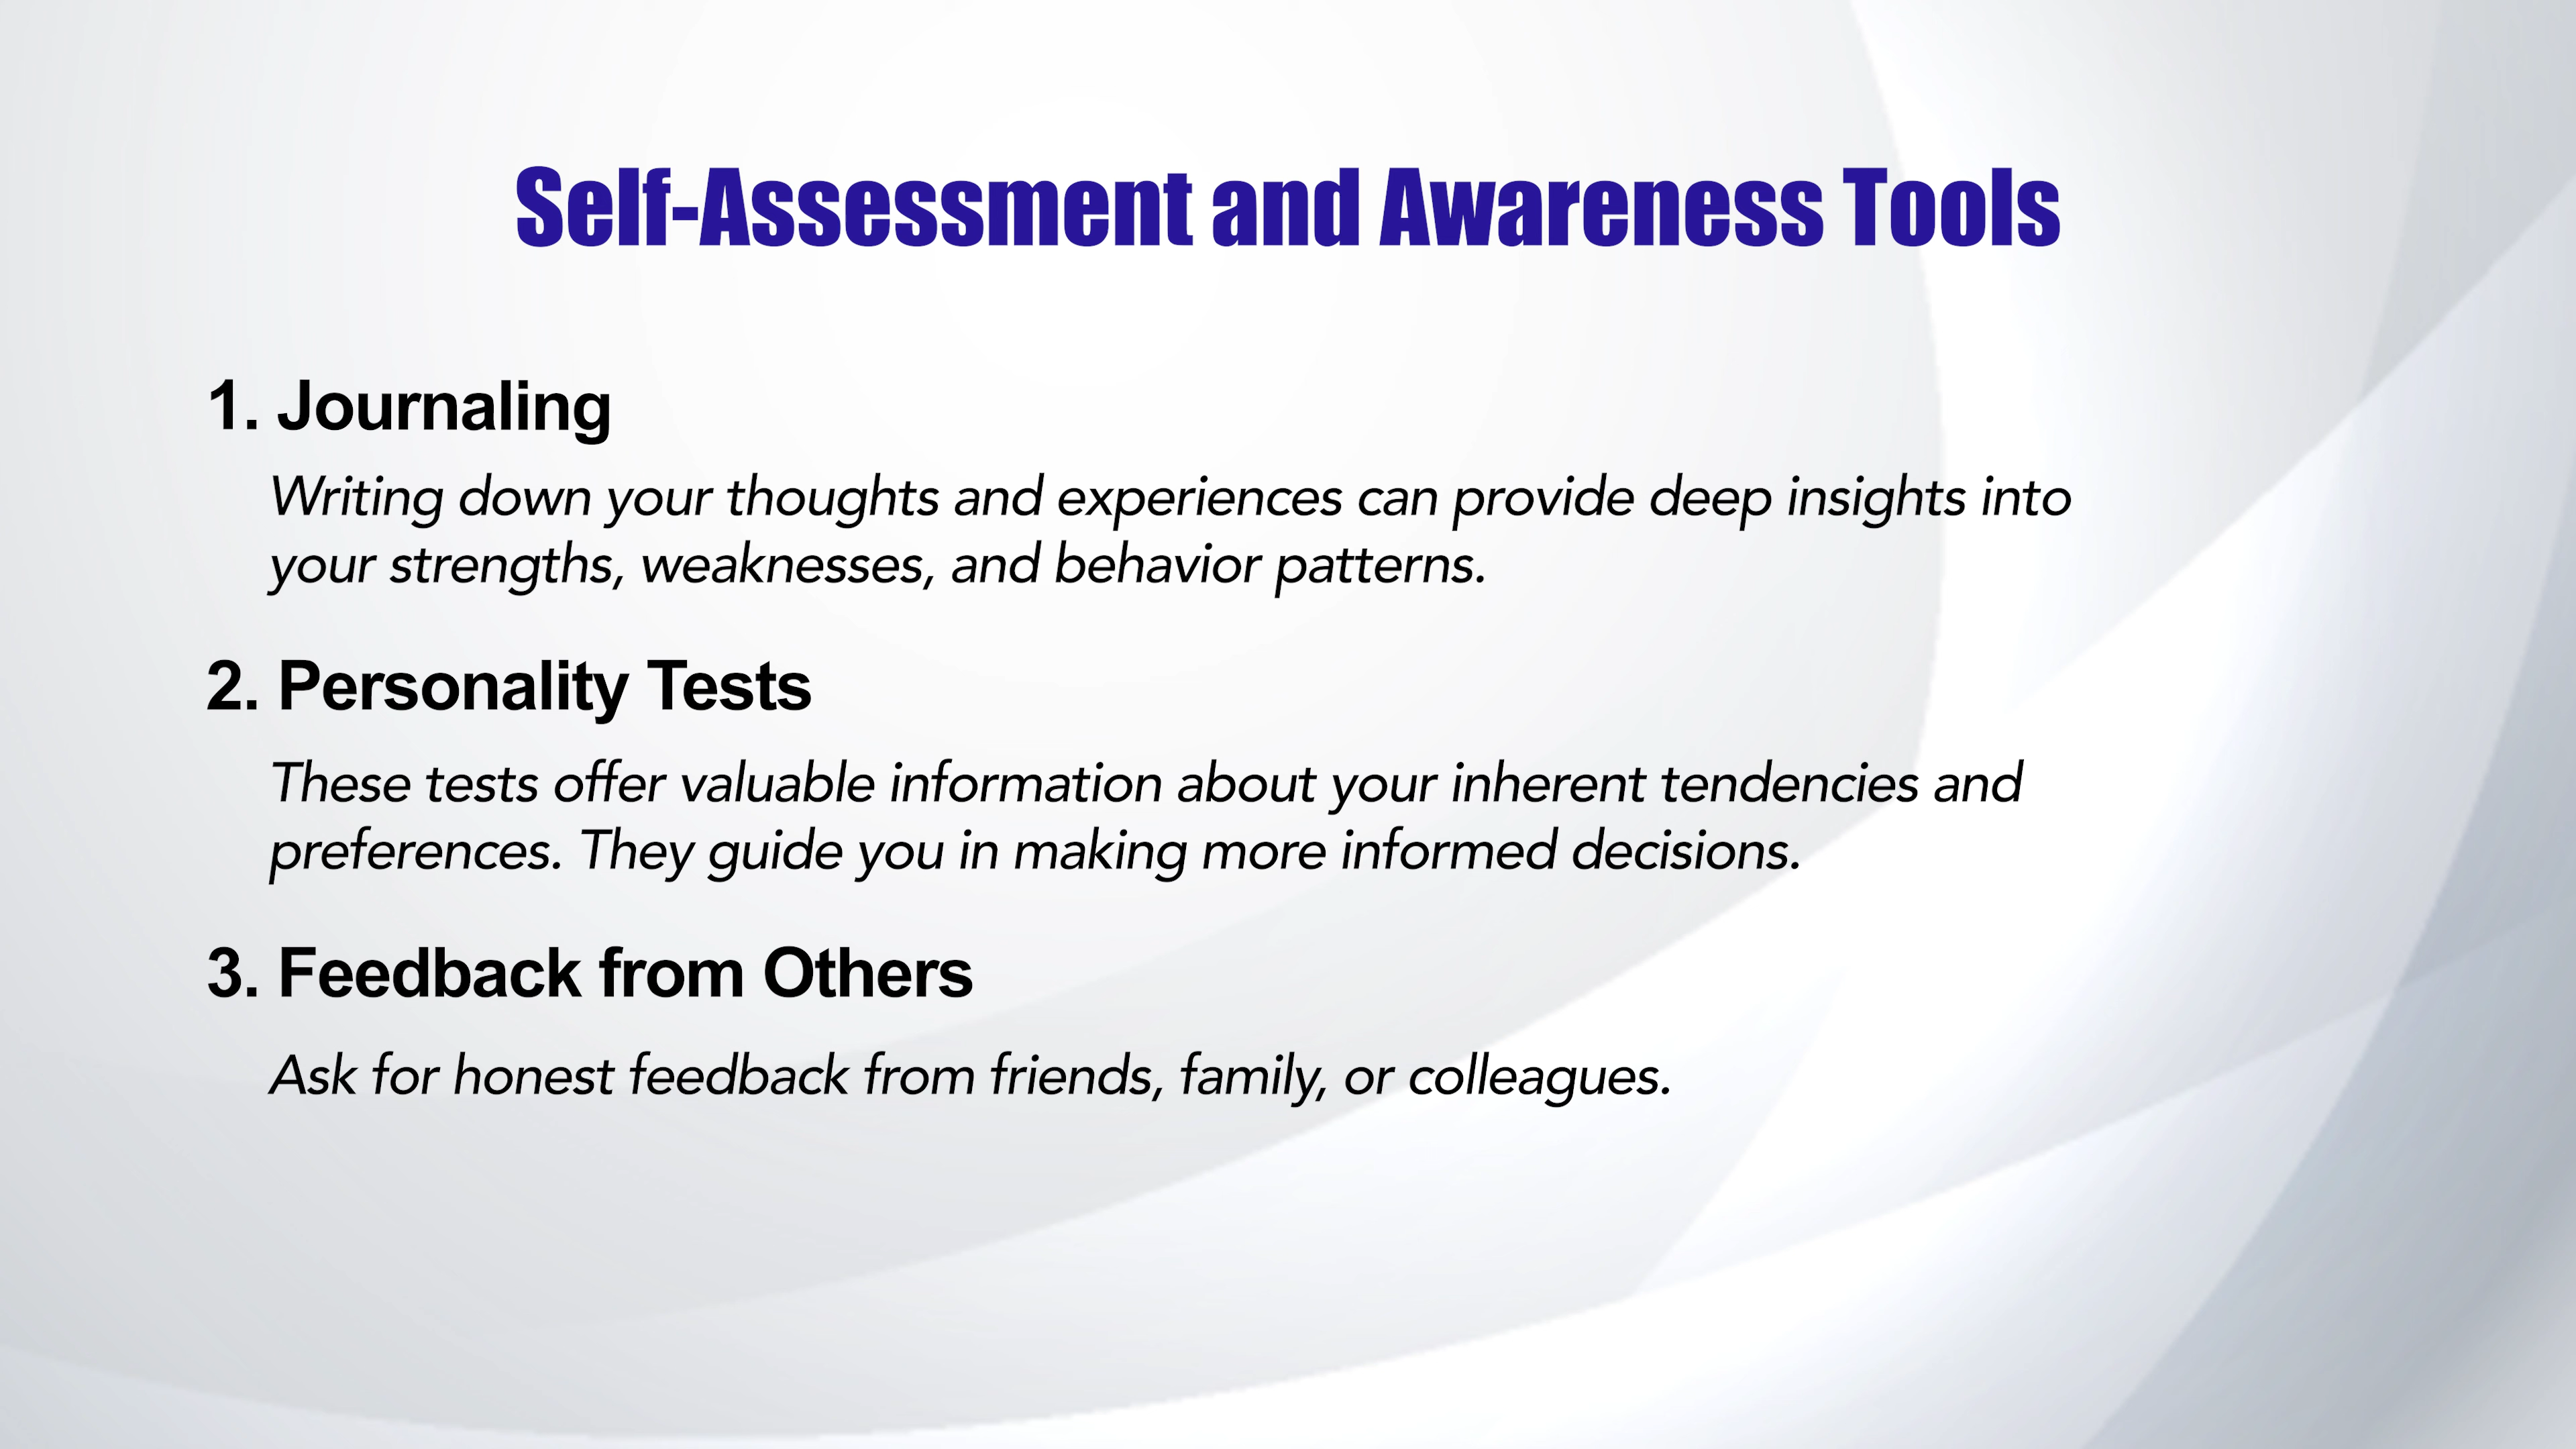 Self-Assessment and Awareness Tools
1. Journaling
Writing down your thoughts and experiences can provide deep insights into
your strengths, weaknesses, and behavior patterns.
2. Personality Tests
These tests offer valuable information about your inherent tendencies and
preferences. They guide you in making more informed decisions.
3. Feedback from Others
Ask for honest feedback from friends, family, or colleagues.